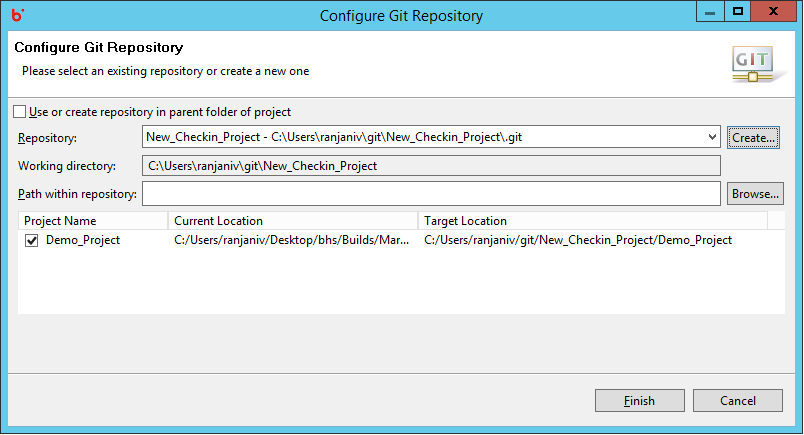 Configure Git Repository
Configure Git Repository
Please select an existing repository or create a new one
GIT
Use or create repository in parent folder of project
Repository: New_Checkin_Project - C:\Users\ranjaniv\git\New_Checkin_Project\.git Create...
Working directory: C:\Users\ranjaniv\git\New_Checkin_Project
Path within repository: Browse...
Project Name Current Location Target Location
Demo_Project C:/Users/ranjaniv/Desktop/bhs/Builds/Mar... C:/Users/ranjaniv/git/New_Checkin_Project/Demo_Project
Finish Cancel